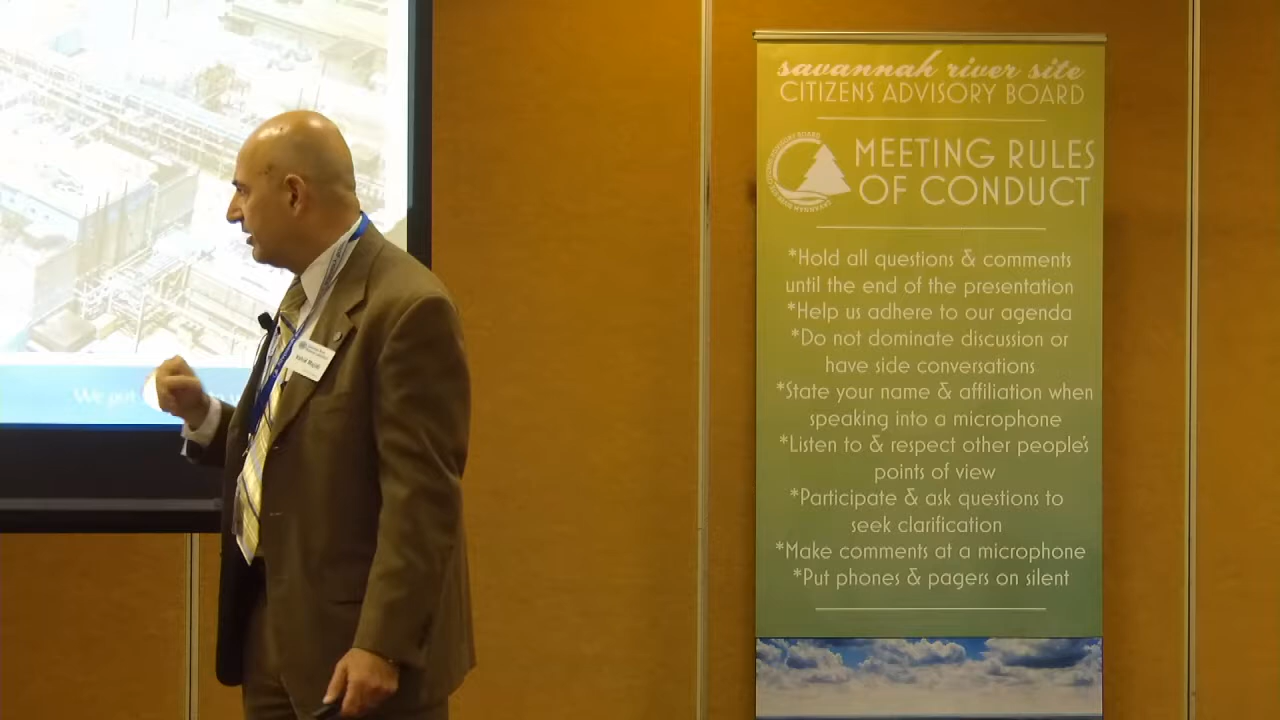 savannah river site
CITIZENS ADVISORY BOARD
MEETING RULES
OF CONDUCT
*Hold all questions & comments
until the end of the presentation
*Help us adhere to our agenda
*Do not dominate discussion or
have side conversations
*State your name & affiliation when
speaking into a microphone
*Listen to & respect other people's
points of view
*Participate & ask questions to
seek clarification
*Make comments at a microphone
*Put phones & pagers on silent
We put